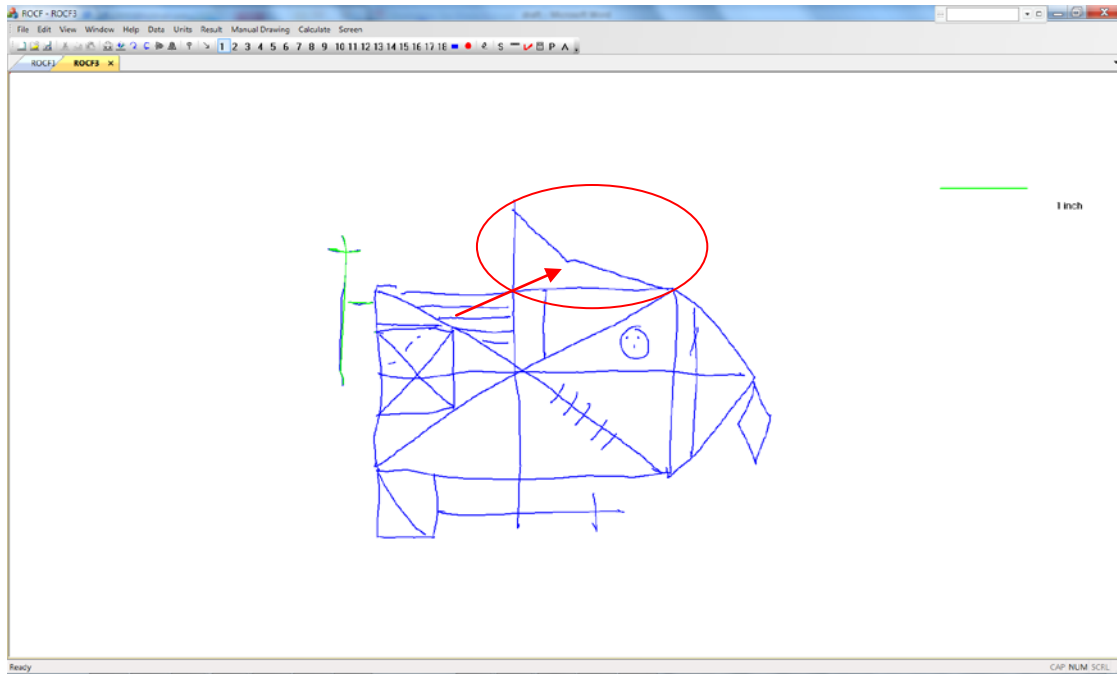 ROCF - ROCF3
File Edit View Window Help Data Units Result Manual Drawing Calculate Screen
1 2 3 4 5 6 7 8 9 10 11 12 13 14 15 16 17 18 S P A
ROCF1 ROCF3 ×
1 inch
Ready CAP NUM SCRL